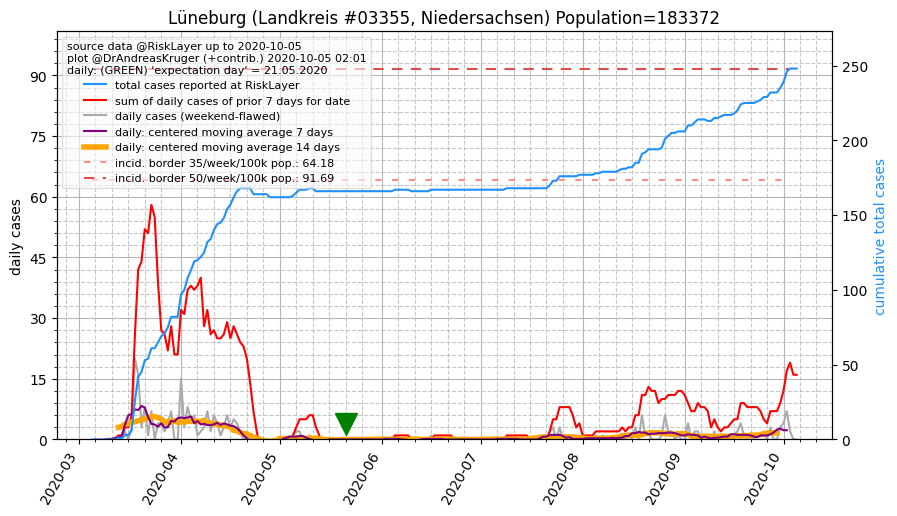 Lüneburg (Landkreis #03355, Niedersachsen) Population=183372
source data @RiskLayer up to 2020-10-05
plot @DrAndreasKruger (+contrib.) 2020-10-05 02:01
daily: (GREEN) 'expectation day' = 21.05.2020
total cases reported at RiskLayer
sum of daily cases of prior 7 days for date
daily cases (weekend-flawed)
daily: centered moving average 7 days
daily: centered moving average 14 days
incid. border 35/week/100k pop.: 64.18
incid. border 50/week/100k pop.: 91.69
daily cases
90
75
60
45
30
15
0
250
200
150
100
50
0
cumulative total cases
2020-03
2020-04
2020-05
2020-06
2020-07
2020-08
2020-09
2020-10